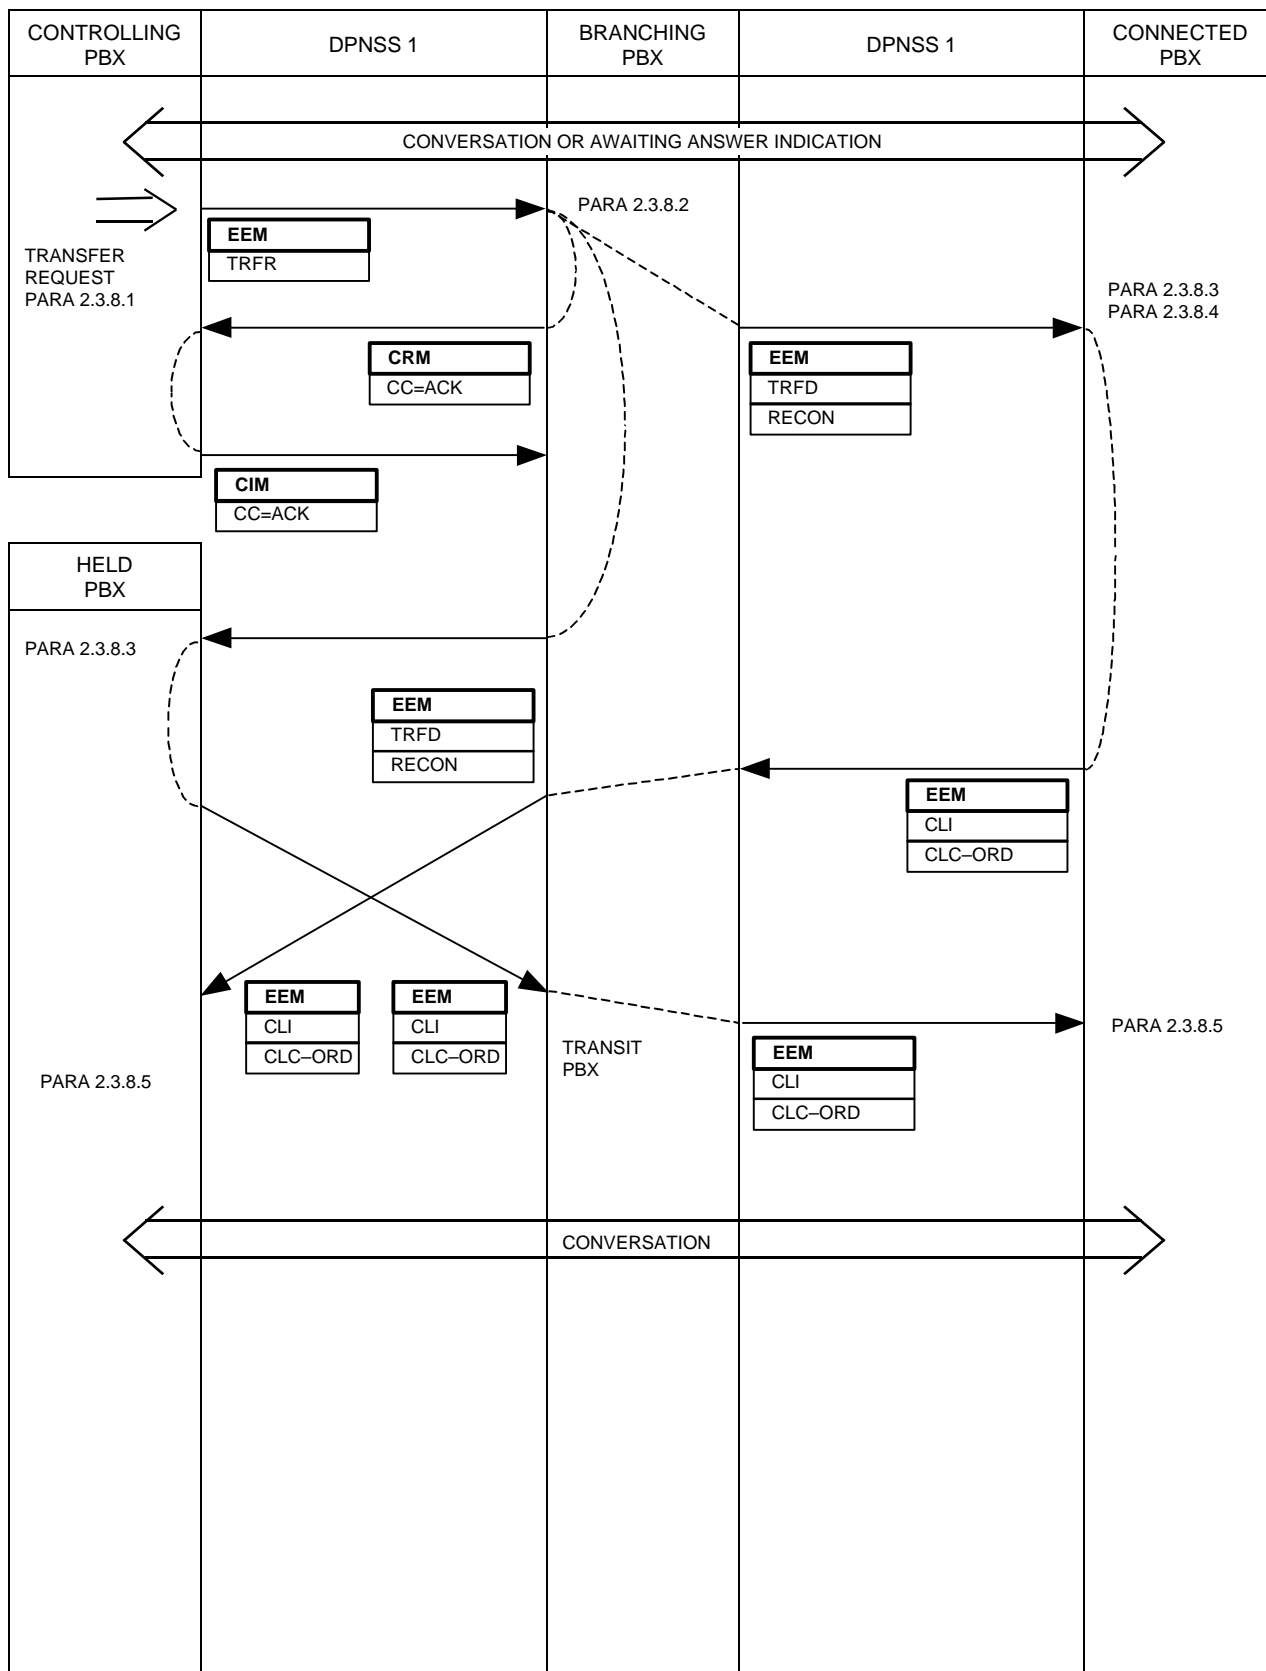 CONTROLLING
PBX
DPNSS 1
BRANCHING
PBX
DPNSS 1
CONNECTED
PBX
CONVERSATION OR AWAITING ANSWER INDICATION
PARA 2.3.8.2
EEM
TRFR
TRANSFER
REQUEST
PARA 2.3.8.1
PARA 2.3.8.3
PARA 2.3.8.4
CRM
CC=ACK
EEM
TRFD
RECON
CIM
CC=ACK
HELD
PBX
PARA 2.3.8.3
EEM
TRFD
RECON
EEM
CLI
CLC–ORD
EEM
CLI
CLC–ORD
EEM
CLI
CLC–ORD
TRANSIT
PBX
EEM
CLI
CLC–ORD
PARA 2.3.8.5
PARA 2.3.8.5
CONVERSATION